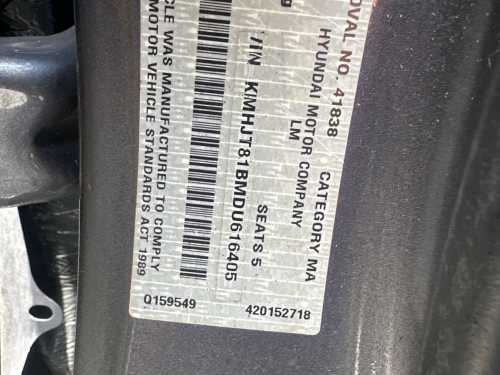 OVAL NO. 41838 CATEGORY MA
HYUNDAI MOTOR COMPANY
LM
VIN KMHJT81BMDU616405
SEATS 5
CLE WAS MANUFACTURED TO COMPLY
MOTOR VEHICLE STANDARDS ACT 1989
Q159549 420152718